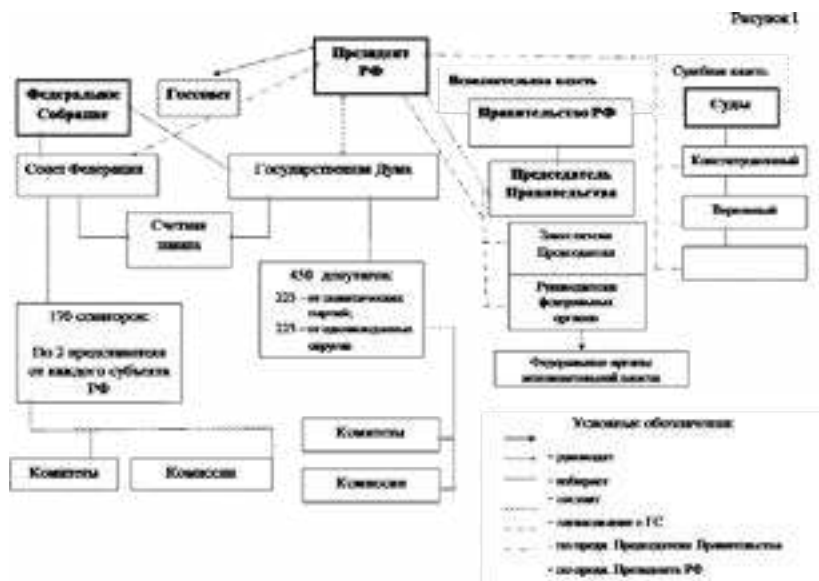 Рисунок 1
Президент
РФ
Госсовет
Федеральное
Собрание
Исполнительная власть
Судебная власть
Суды
Правительство РФ
Совет Федерации
Государственная Дума
Председатель
Правительства
Конституционный
Верховный
Счетная
палата
Заместители
Председателя
450 депутатов:
225 – от политических
партий;
225 – от одномандатных
округов
Руководители
федеральных
органов
170 сенаторов:
По 2 представителя
от каждого субъекта
РФ
Федеральные органы
исполнительной власти
Комитеты
Комиссии
Комитеты
Комиссии
Условные обозначения:
- руководит
- избирает
- состоит
- согласование с ГС
- по предл. Председателя Правительства
- по предл. Президента РФ